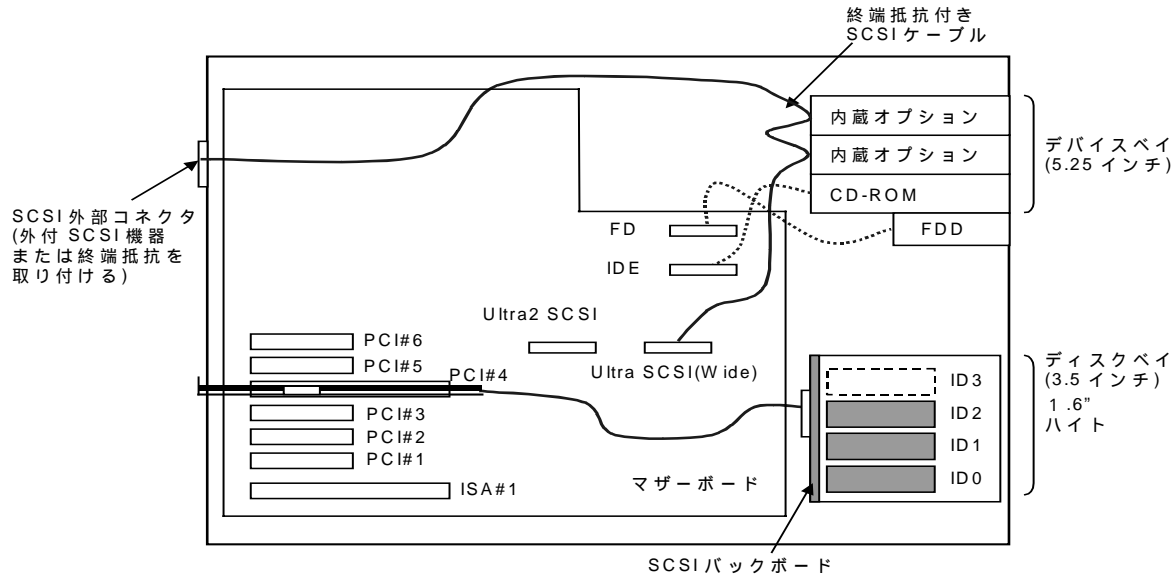 終端抵抗付き
SCSIケーブル
内蔵オプション
内蔵オプション
CD-ROM
デバイスベイ
(5.25 インチ)
SCSI外部コネクタ
(外付SCSI機器
または終端抵抗を
取り付ける)
FD
FDD
IDE
Ultra2 SCSI
PCI#6
PCI#5
Ultra SCSI(Wide)
PCI#4
PCI#3
PCI#2
PCI#1
ISA#1
マザーボード
ID3
ID2
ID1
ID0
ディスクベイ
(3.5 インチ)
1.6”
ハイト
SCSIバックボード